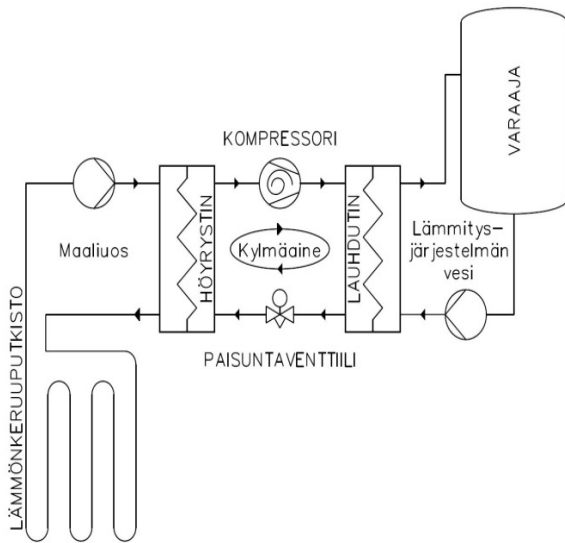 VARAAJA
KOMPRESSORI
Maaliuos
HÖYRYSTIN
Kylmäaine
LAUHDUTIN
Lämmitys-
järjestelmän
vesi
PAISUNTAVENTTIILI
LÄMMÖNKERUUPUTKISTO